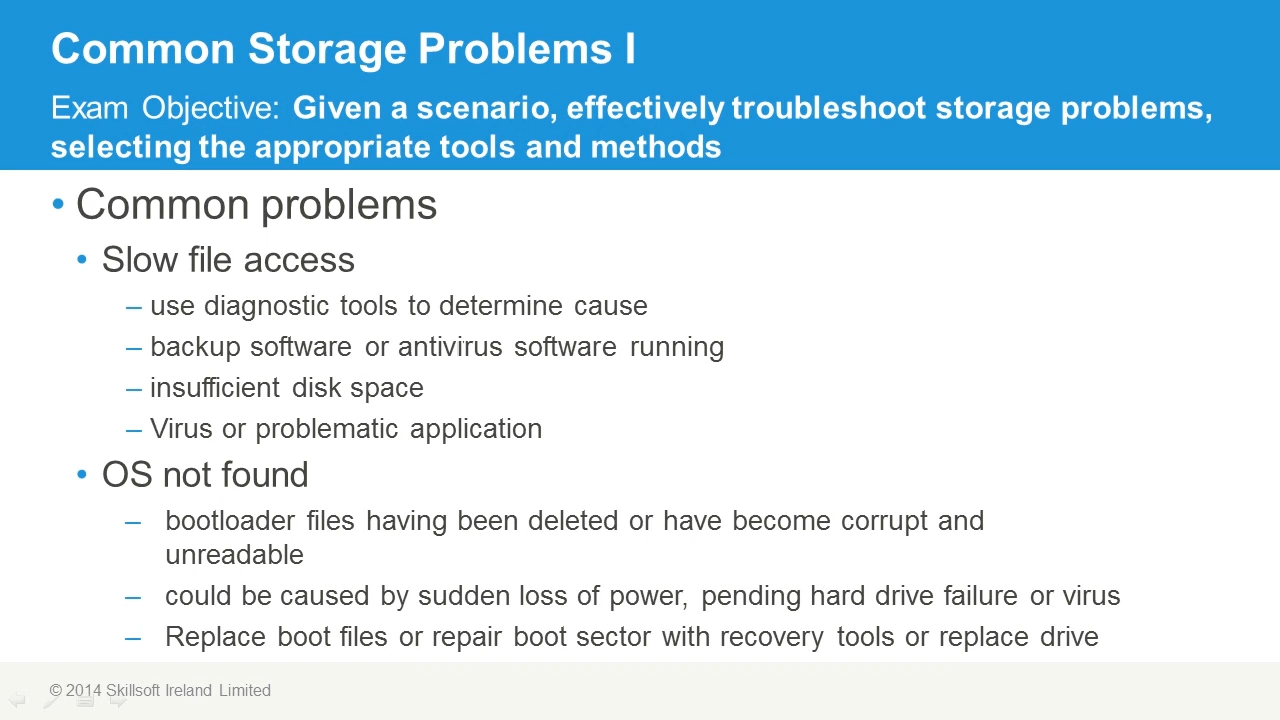 Common Storage Problems I
Exam Objective: Given a scenario, effectively troubleshoot storage problems,
selecting the appropriate tools and methods
• Common problems
• Slow file access
– use diagnostic tools to determine cause
– backup software or antivirus software running
– insufficient disk space
– Virus or problematic application
• OS not found
– bootloader files having been deleted or have become corrupt and
unreadable
– could be caused by sudden loss of power, pending hard drive failure or virus
– Replace boot files or repair boot sector with recovery tools or replace drive
© 2014 Skillsoft Ireland Limited